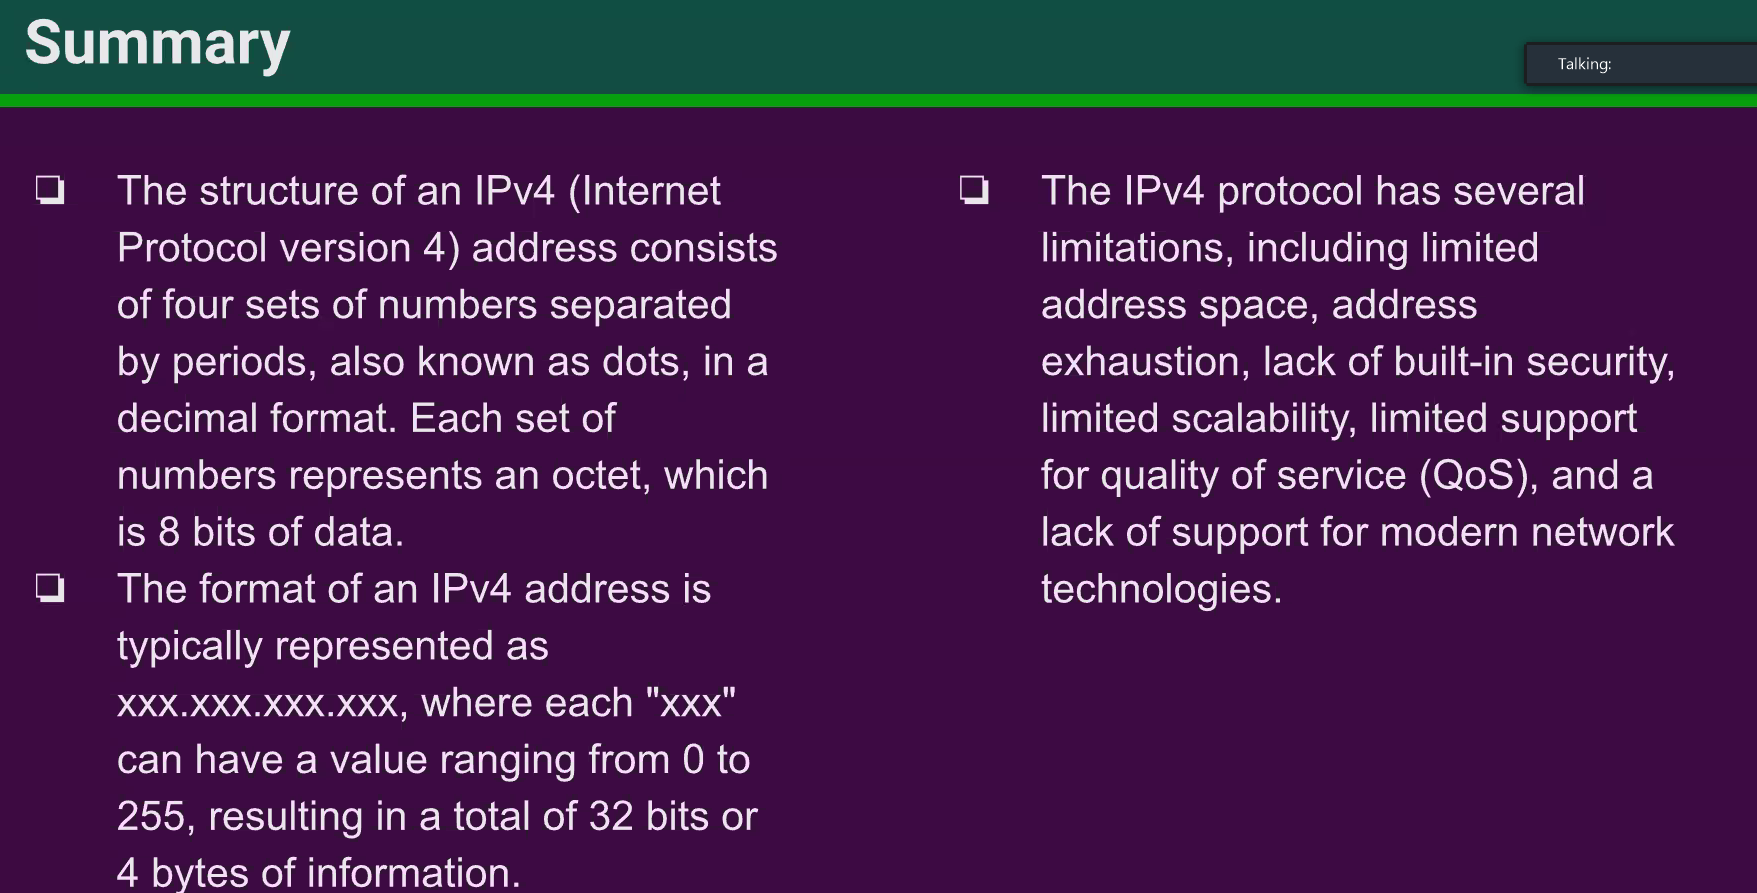 Summary
Talking:
❏ The structure of an IPv4 (Internet
Protocol version 4) address consists
of four sets of numbers separated
by periods, also known as dots, in a
decimal format. Each set of
numbers represents an octet, which
is 8 bits of data.
❏ The format of an IPv4 address is
typically represented as
xxx.xxx.xxx.xxx, where each "xxx"
can have a value ranging from 0 to
255, resulting in a total of 32 bits or
4 bytes of information.
❏ The IPv4 protocol has several
limitations, including limited
address space, address
exhaustion, lack of built-in security,
limited scalability, limited support
for quality of service (QoS), and a
lack of support for modern network
technologies.